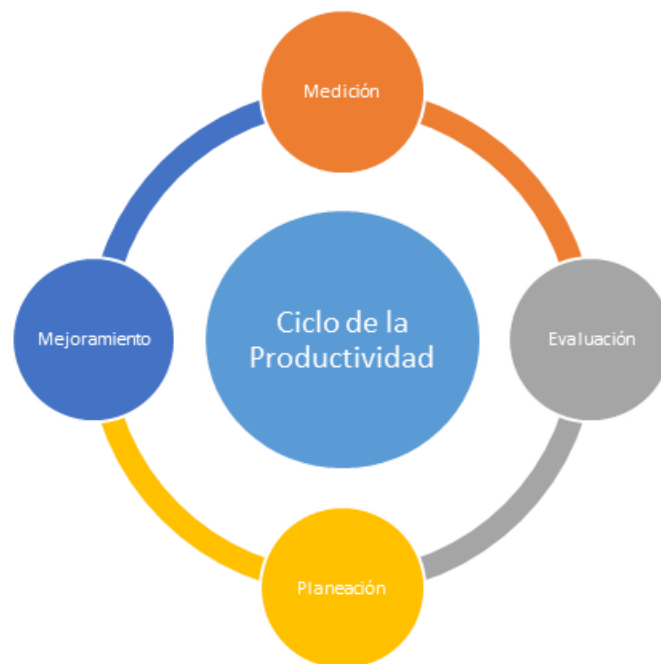 Medición
Ciclo de la
Productividad
Mejoramiento
Evaluación
Planeación